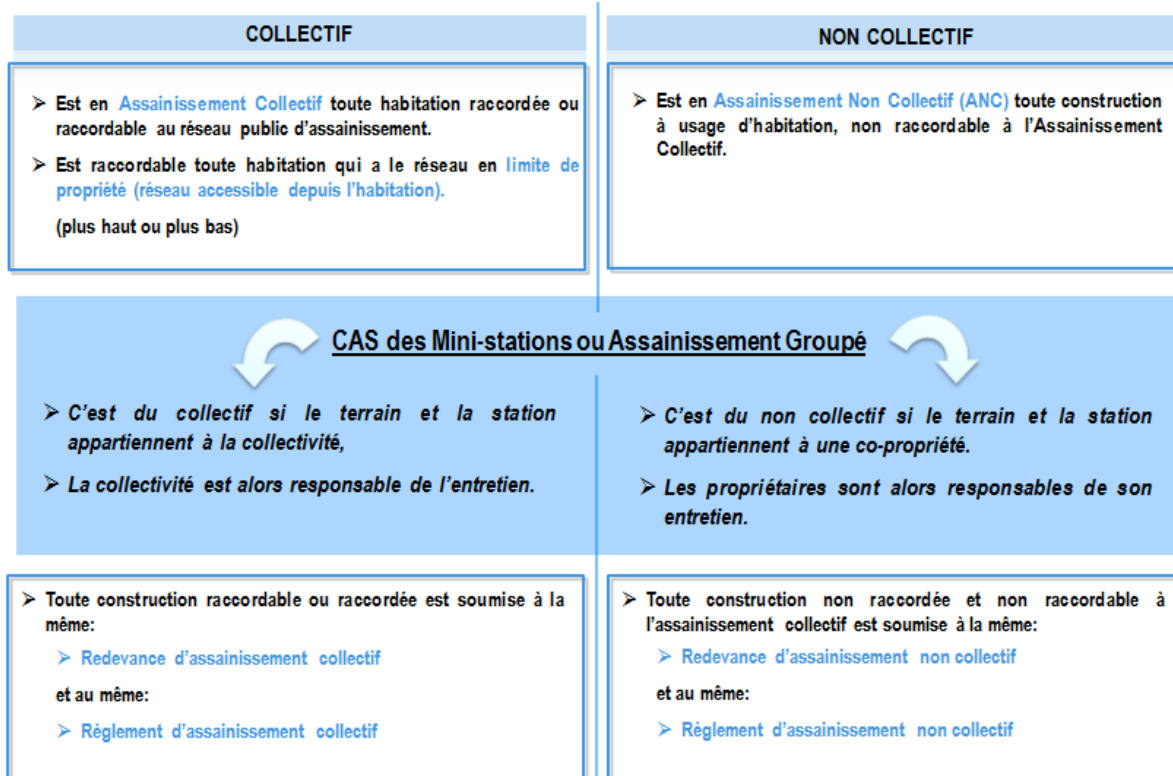 COLLECTIF
➢ Est en Assainissement Collectif toute habitation raccordée ou
raccordable au réseau public d’assainissement.
➢ Est raccordable toute habitation qui a le réseau en limite de
propriété (réseau accessible depuis l’habitation).
(plus haut ou plus bas)
NON COLLECTIF
➢ Est en Assainissement Non Collectif (ANC) toute construction
à usage d’habitation, non raccordable à l’Assainissement
Collectif.
CAS des Mini-stations ou Assainissement Groupé
➢ C’est du collectif si le terrain et la station
appartiennent à la collectivité,
➢ La collectivité est alors responsable de l’entretien.
➢ C’est du non collectif si le terrain et la station
appartiennent à une co-propriété.
➢ Les propriétaires sont alors responsables de son
entretien.
➢ Toute construction raccordable ou raccordée est soumise à la
même:
➢ Redevance d’assainissement collectif
et au même:
➢ Règlement d’assainissement collectif
➢ Toute construction non raccordée et non raccordable à
l’assainissement collectif est soumise à la même:
➢ Redevance d’assainissement non collectif
et au même:
➢ Règlement d’assainissement non collectif